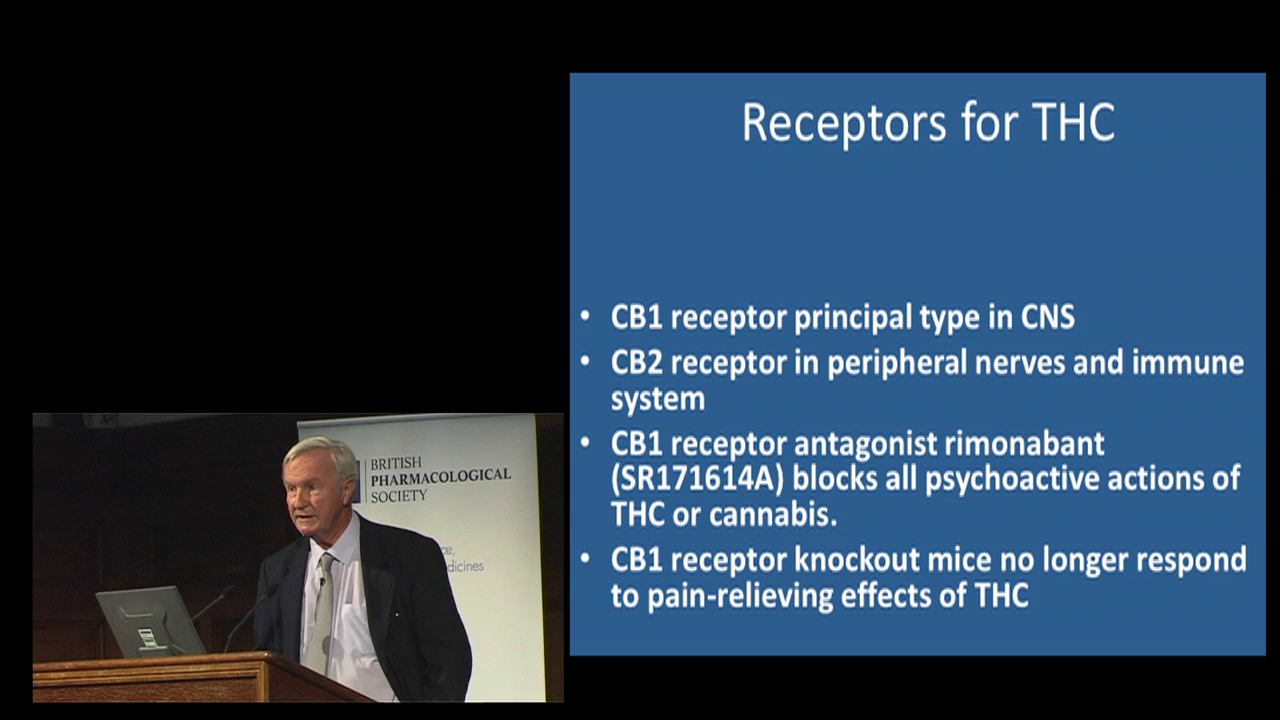 Receptors for THC
• CB1 receptor principal type in CNS
• CB2 receptor in peripheral nerves and immune
system
• CB1 receptor antagonist rimonabant
(SR171614A) blocks all psychoactive actions of
THC or cannabis.
• CB1 receptor knockout mice no longer respond
to pain-relieving effects of THC
BRITISH
PHARMACOLOGICAL
SOCIETY
ce,
dicines